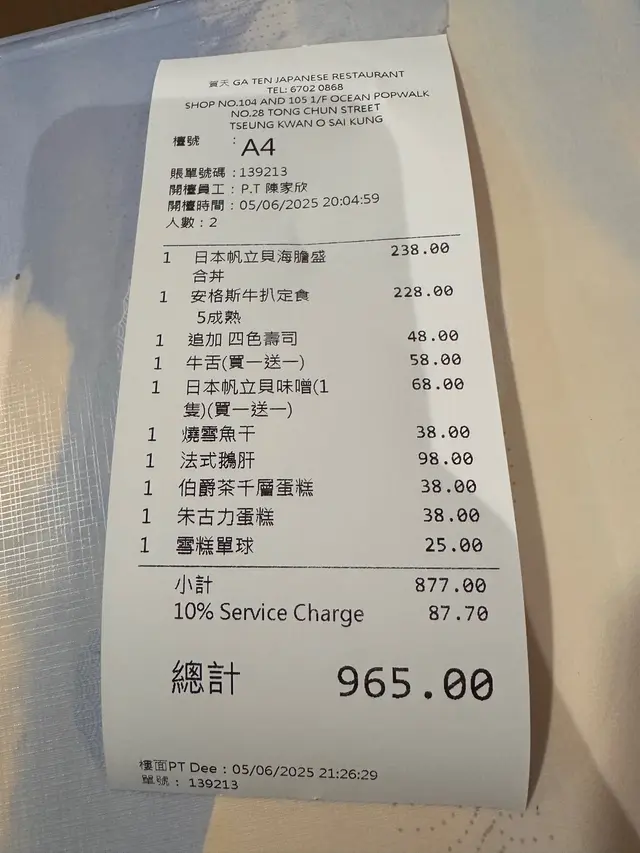 賀天 GA TEN JAPANESE RESTAURANT
TEL: 6702 0868
SHOP NO.104 AND 105 1/F OCEAN POPWALK
NO.28 TONG CHUN STREET
TSEUNG KWAN O SAI KUNG
檯號 : A4
賬單號碼 : 139213
開檯員工 : P.T 陳家欣
開檯時間 : 05/06/2025 20:04:59
人數 : 2
1 日本帆立貝海膽盛 238.00
合丼
1 安格斯牛扒定食 228.00
5成熟
1 追加 四色壽司 48.00
1 牛舌(買一送一) 58.00
1 日本帆立貝味噌(1 68.00
隻)(買一送一)
1 燒雪魚干 38.00
1 法式鵝肝 98.00
1 伯爵茶千層蛋糕 38.00
1 朱古力蛋糕 38.00
1 雪糕單球 25.00
小計 877.00
10% Service Charge 87.70
總計 965.00
樓面PT Dee : 05/06/2025 21:26:29
單號 : 139213